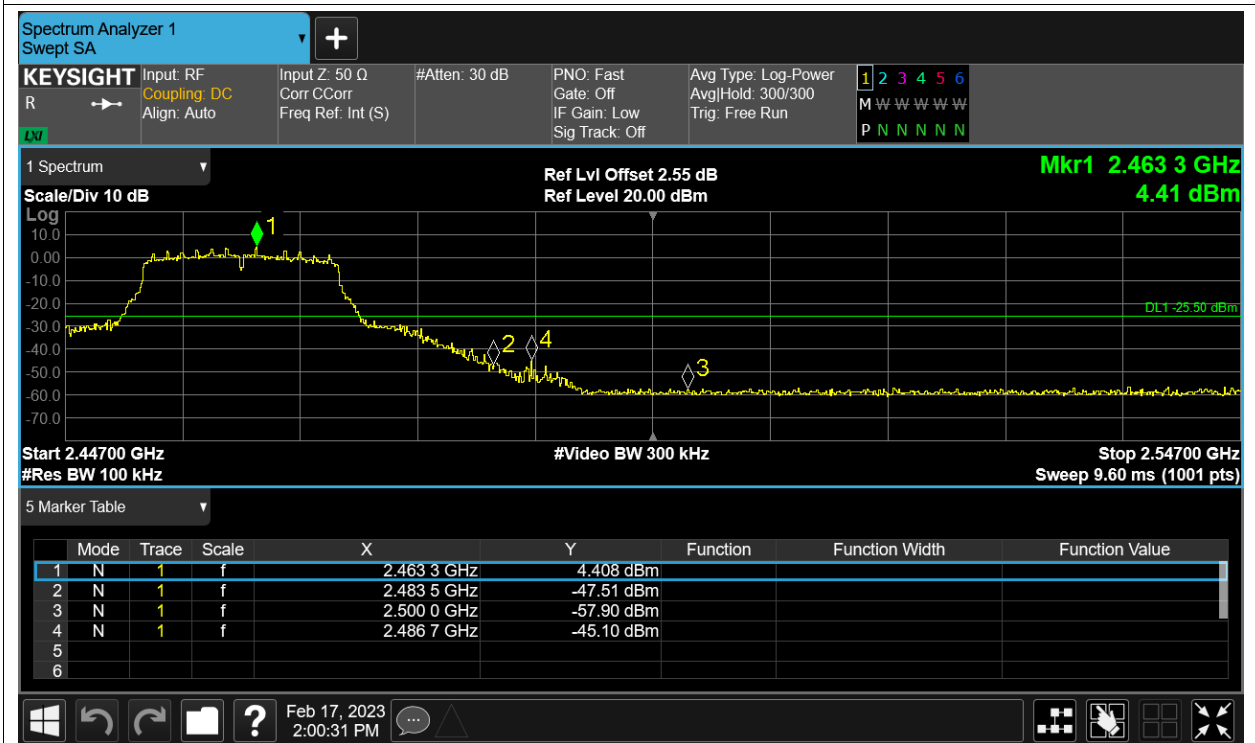 Spectrum Analyzer 1
Swept SA
KEYSIGHT
R
LXI
Input: RF
Coupling: DC
Align: Auto
Input Z: 50 Ω
Corr CCorr
Freq Ref: Int (S)
#Atten: 30 dB
PNO: Fast
Gate: Off
IF Gain: Low
Sig Track: Off
Avg Type: Log-Power
Avg|Hold: 300/300
Trig: Free Run
1 2 3 4 5 6
M W W W W W
P N N N N N
1 Spectrum
Scale/Div 10 dB
Ref Lvl Offset 2.55 dB
Ref Level 20.00 dBm
Mkr1 2.463 3 GHz
4.41 dBm
Log
10.0
0.00
-10.0
-20.0
-30.0
-40.0
-50.0
-60.0
-70.0
1
2
4
3
DL1 -25.50 dBm
Start 2.44700 GHz
#Res BW 100 kHz
#Video BW 300 kHz
Stop 2.54700 GHz
Sweep 9.60 ms (1001 pts)
5 Marker Table
Mode Trace Scale X Y Function Function Width Function Value
1 N 1 f 2.463 3 GHz 4.408 dBm
2 N 1 f 2.483 5 GHz -47.51 dBm
3 N 1 f 2.500 0 GHz -57.90 dBm
4 N 1 f 2.486 7 GHz -45.10 dBm
5
6
?
Feb 17, 2023
2:00:31 PM